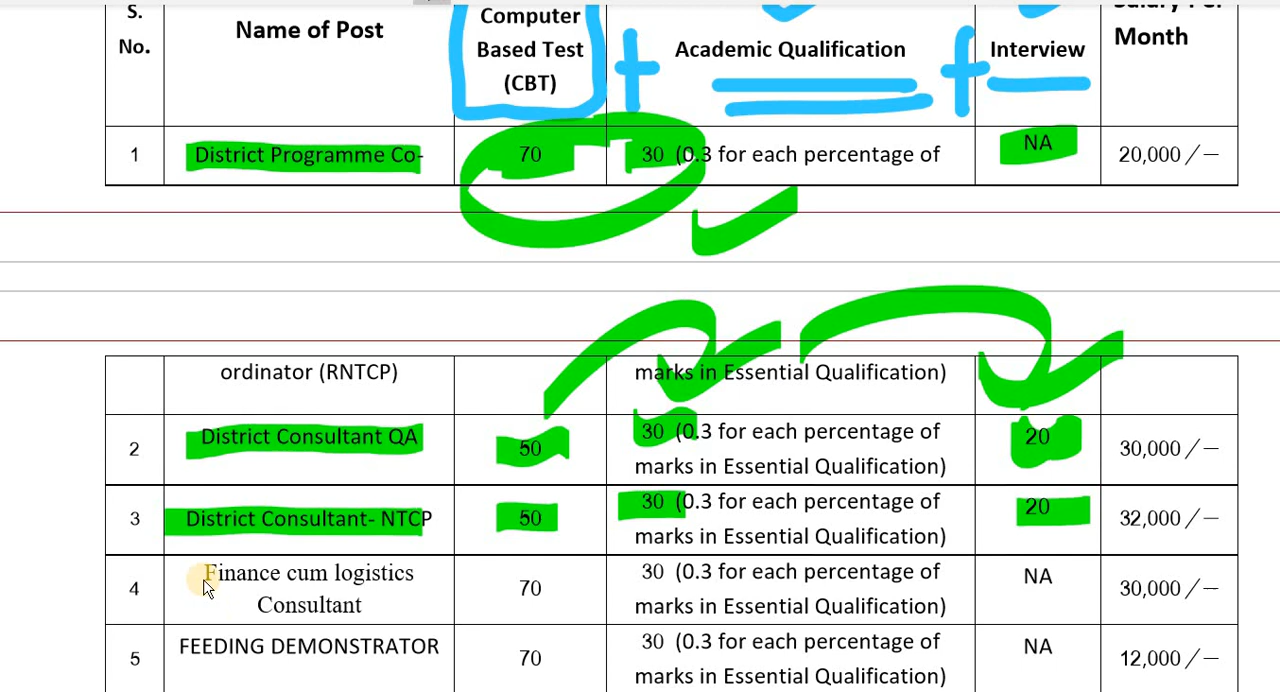 S.
No.
Name of Post
Computer
Based Test
(CBT)
Academic Qualification
Interview
Month
1
District Programme Co-
70
30 (0.3 for each percentage of
NA
20,000 /—
ordinator (RNTCP)
marks in Essential Qualification)
2
District Consultant QA
50
30 (0.3 for each percentage of
marks in Essential Qualification)
20
30,000 /—
3
District Consultant- NTCP
50
30 (0.3 for each percentage of
marks in Essential Qualification)
20
32,000 /—
4
Finance cum logistics
Consultant
70
30 (0.3 for each percentage of
marks in Essential Qualification)
NA
30,000 /—
5
FEEDING DEMONSTRATOR
70
30 (0.3 for each percentage of
marks in Essential Qualification)
NA
12,000 /—